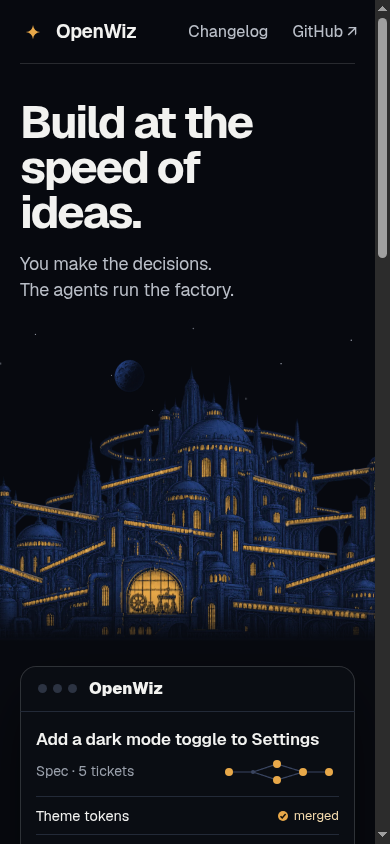 OpenWiz
Changelog
GitHub ↗
Build at the
speed of
ideas.
You make the decisions.
The agents run the factory.
OpenWiz
Add a dark mode toggle to Settings
Spec · 5 tickets
Theme tokens
merged